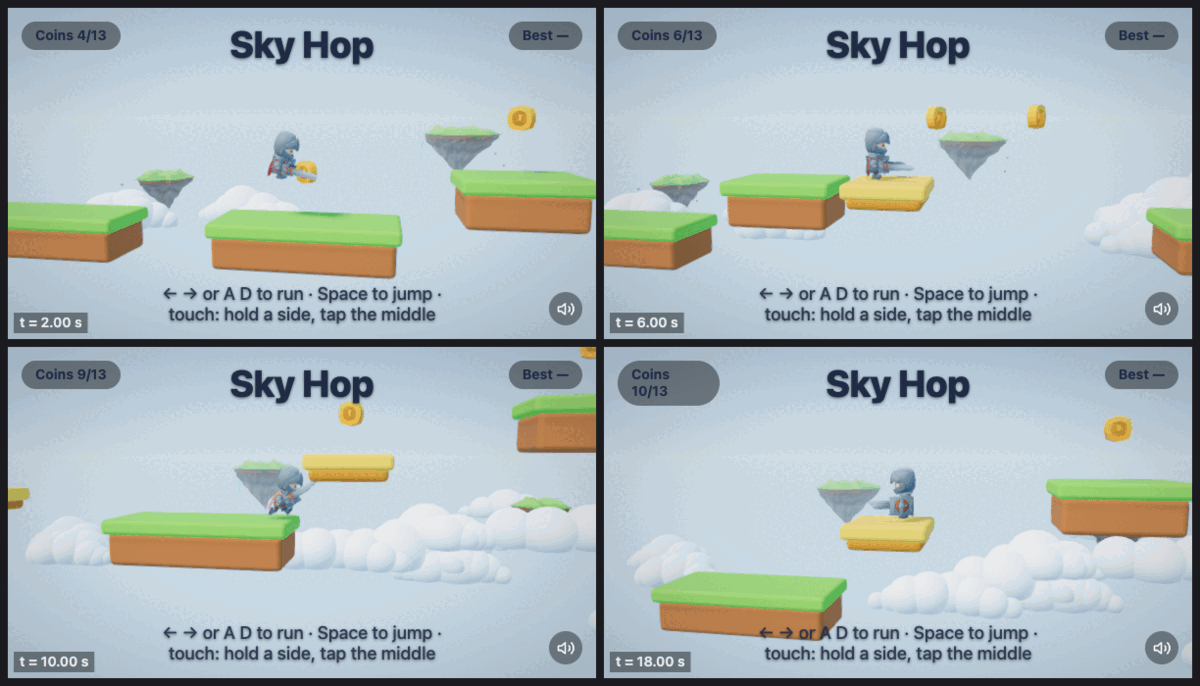 Coins 4/13
Sky Hop
Best —
← → or A D to run · Space to jump ·
touch: hold a side, tap the middle
t = 2.00 s
Coins 6/13
Sky Hop
Best —
← → or A D to run · Space to jump ·
touch: hold a side, tap the middle
t = 6.00 s
Coins 9/13
Sky Hop
Best —
← → or A D to run · Space to jump ·
touch: hold a side, tap the middle
t = 10.00 s
Coins
10/13
Sky Hop
Best —
← → or A D to run · Space to jump ·
touch: hold a side, tap the middle
t = 18.00 s